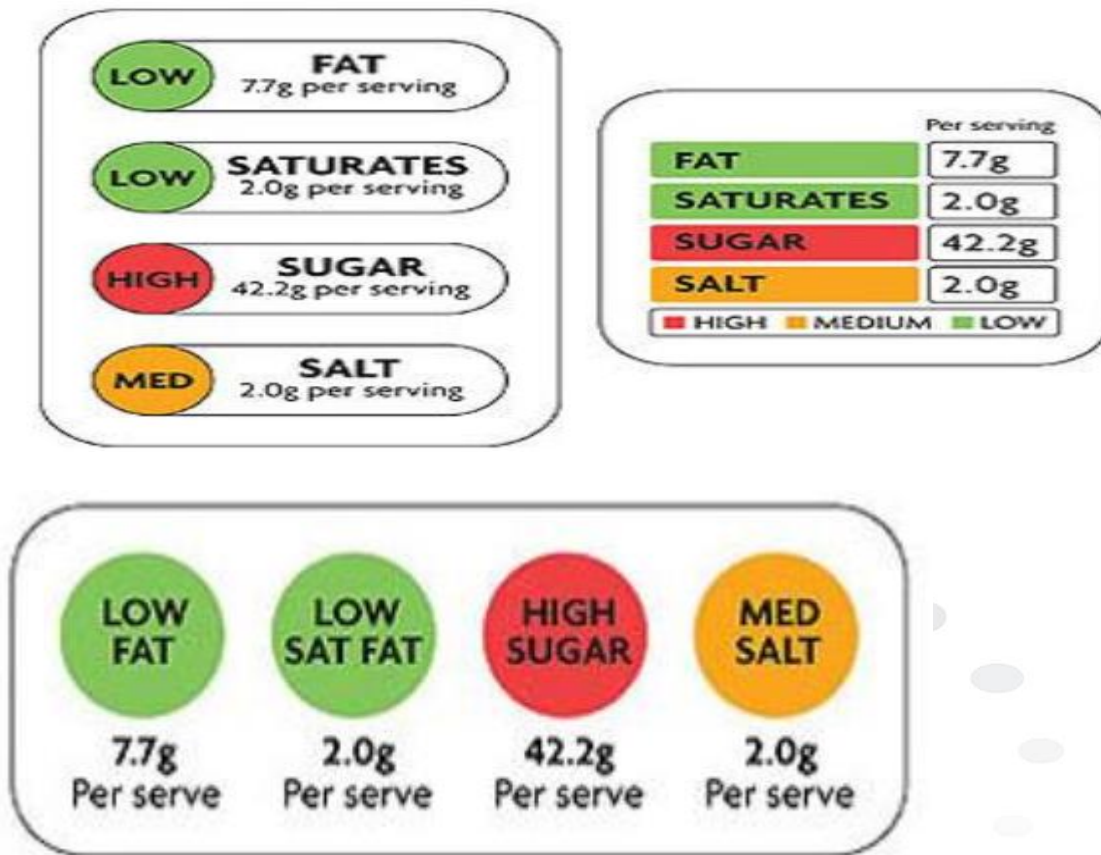 LOW
FAT
7.7g per serving
LOW
SATURATES
2.0g per serving
HIGH
SUGAR
42.2g per serving
MED
SALT
2.0g per serving
Per serving
FAT 7.7g
SATURATES 2.0g
SUGAR 42.2g
SALT 2.0g
HIGH MEDIUM LOW
LOW
FAT
7.7g
Per serve
LOW
SAT FAT
2.0g
Per serve
HIGH
SUGAR
42.2g
Per serve
MED
SALT
2.0g
Per serve